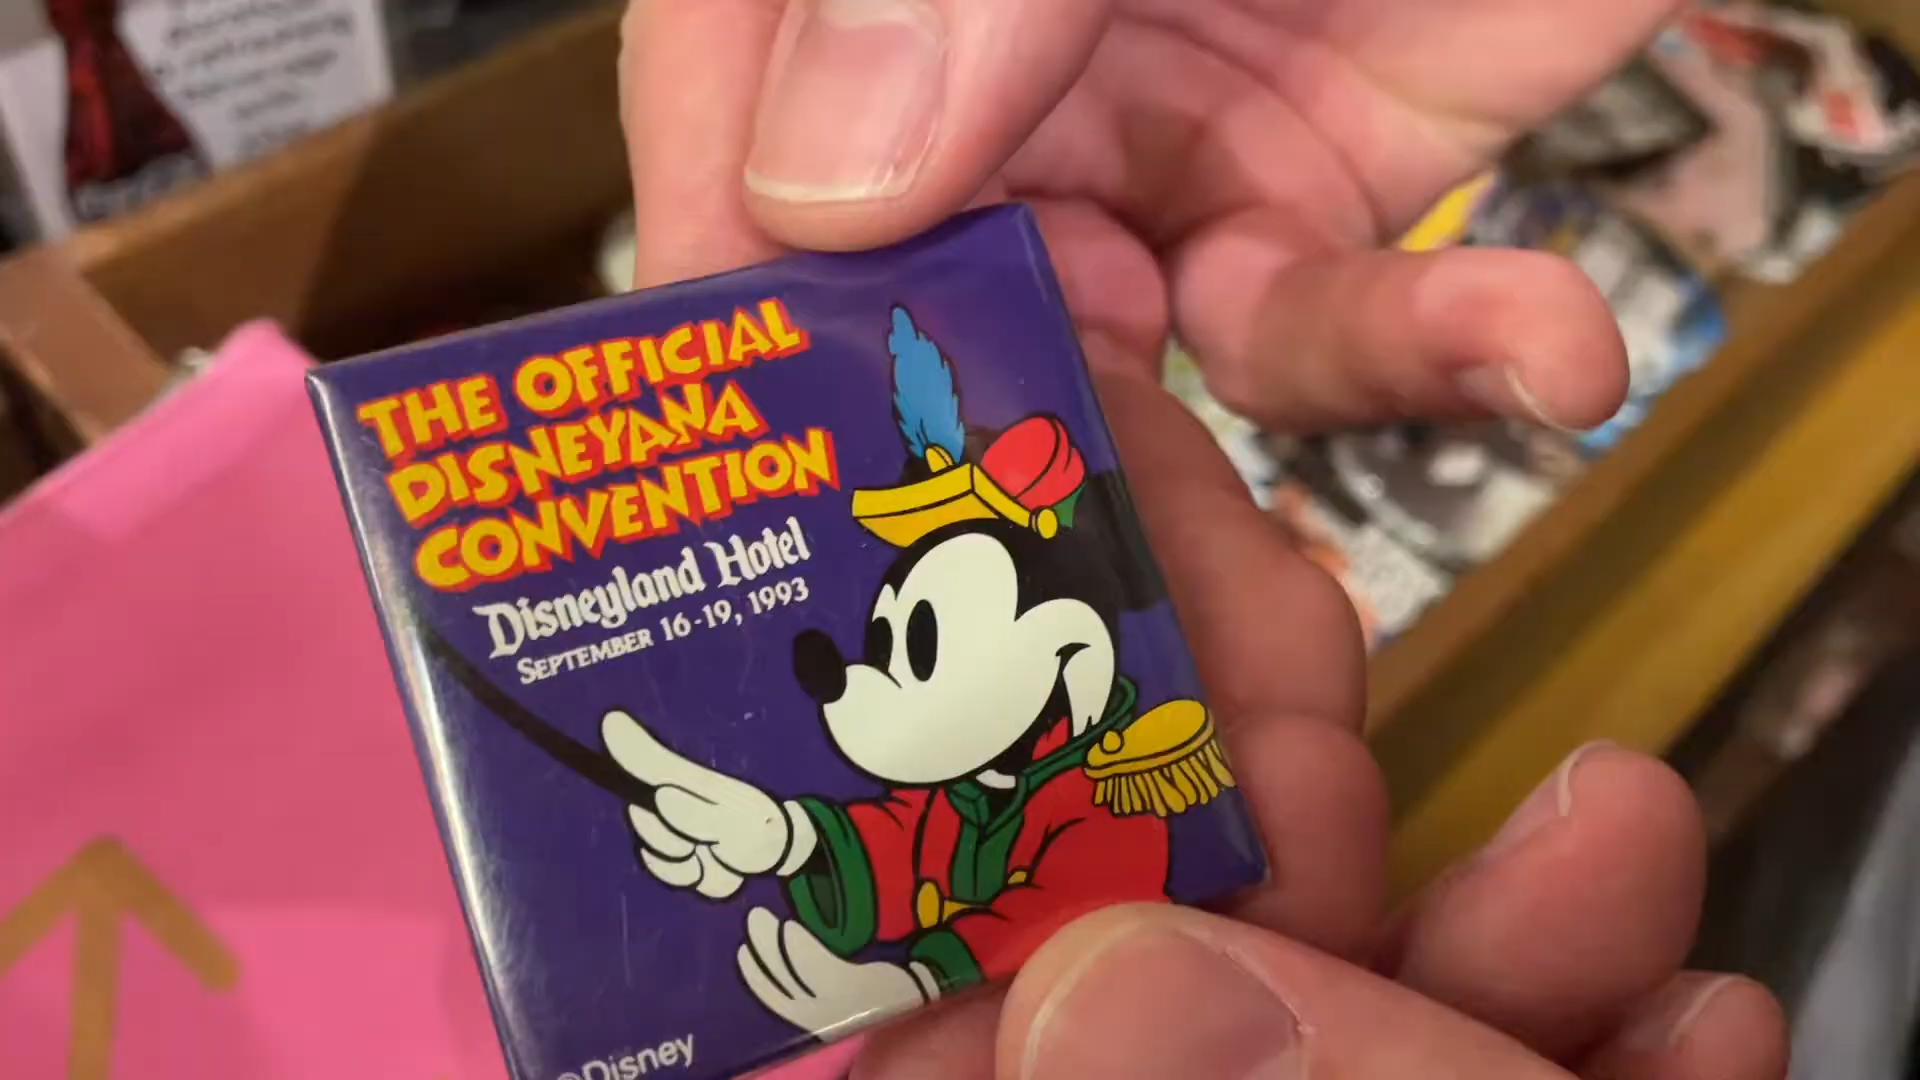 THE OFFICIAL
DISNEYANA
CONVENTION
Disneyland Hotel
SEPTEMBER 16-19, 1993
©Disney